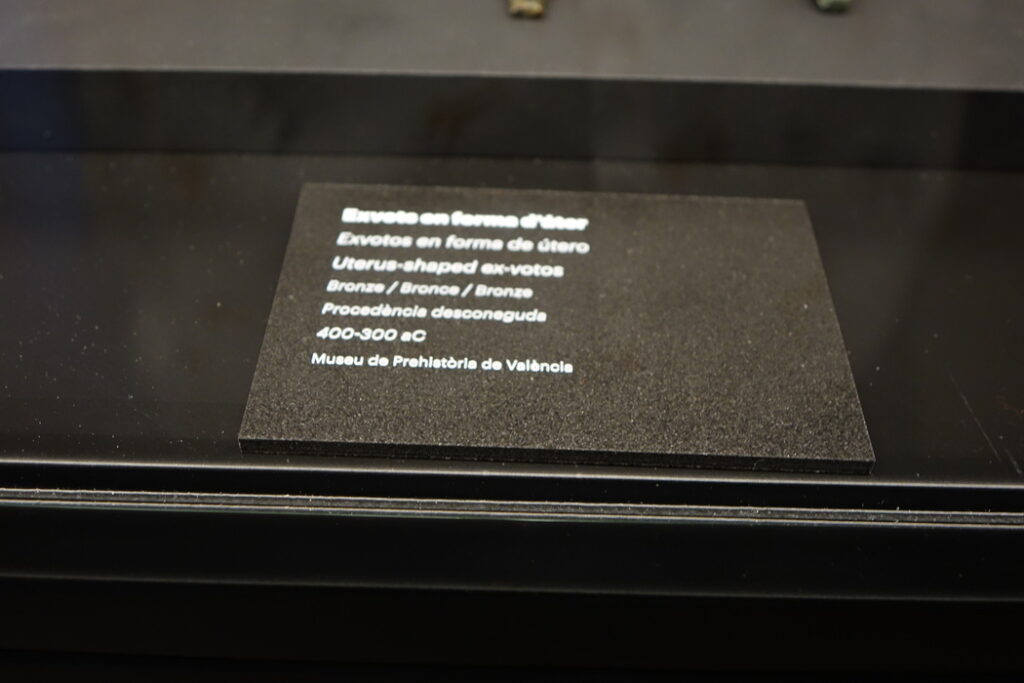 Exvots en forma d'úter
Exvotos en forma de útero
Uterus-shaped ex-votos
Bronze / Bronce / Bronze
Procedència desconeguda
400-300 aC
Museu de Prehistòria de València